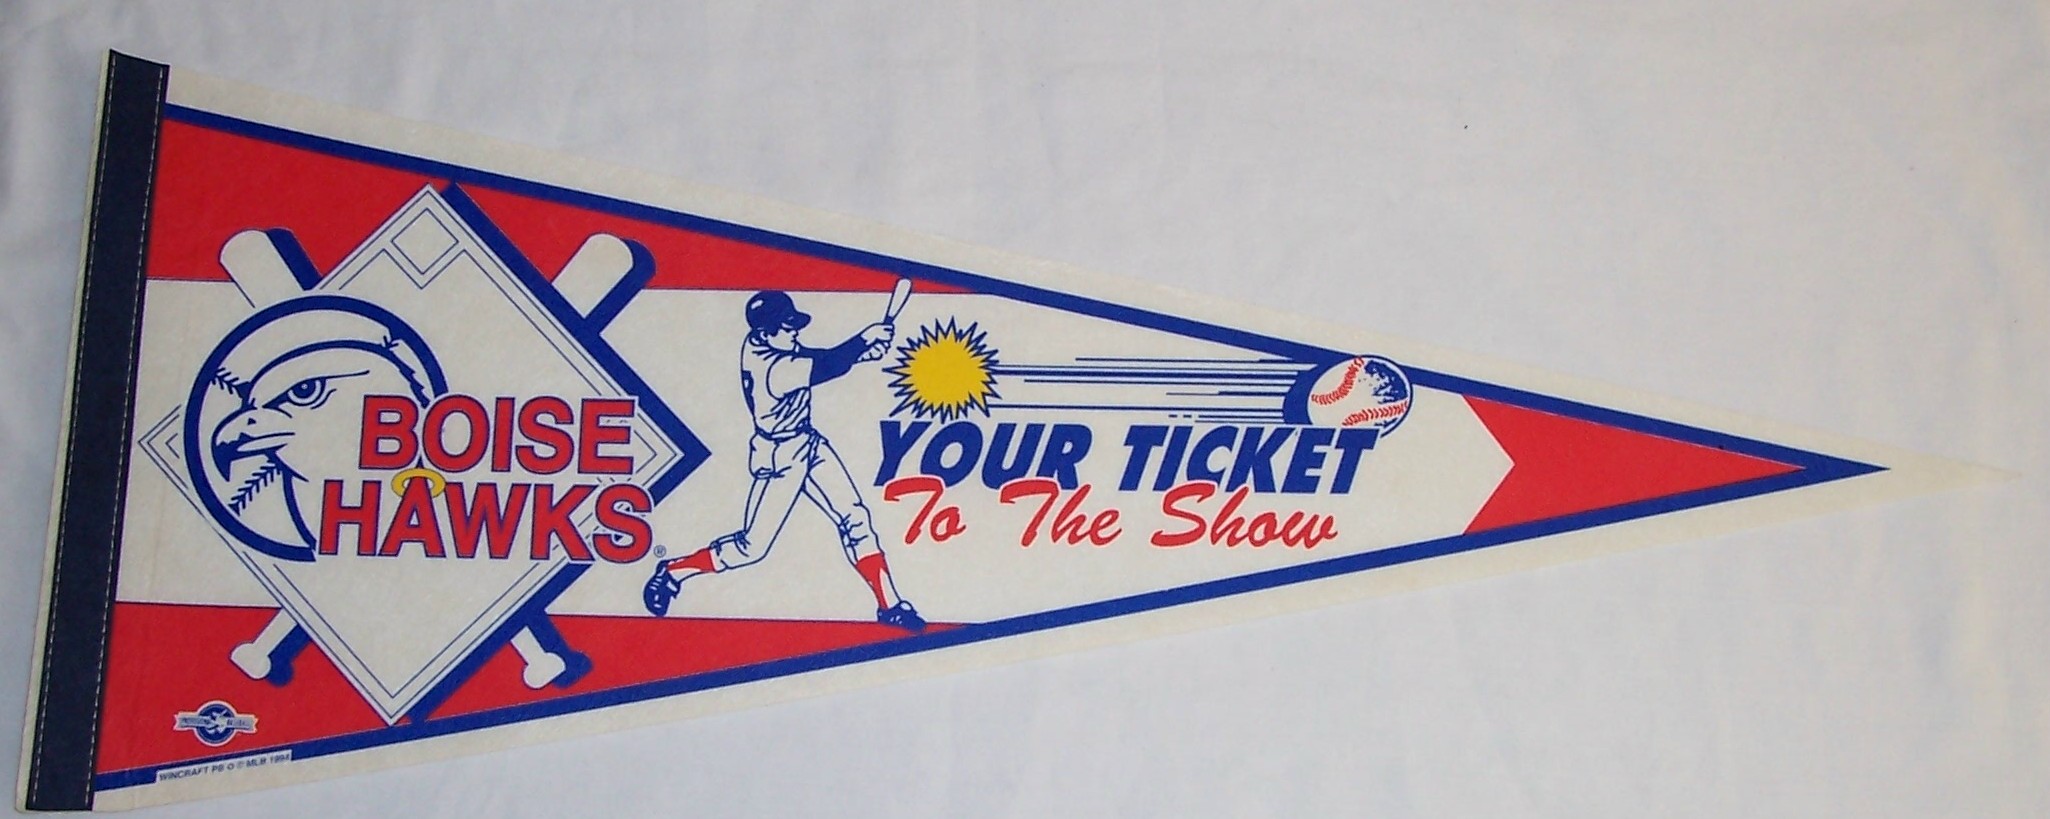 BOISE
HAWKS®
YOUR TICKET
To The Show
WINCRAFT PB © MLB 1994